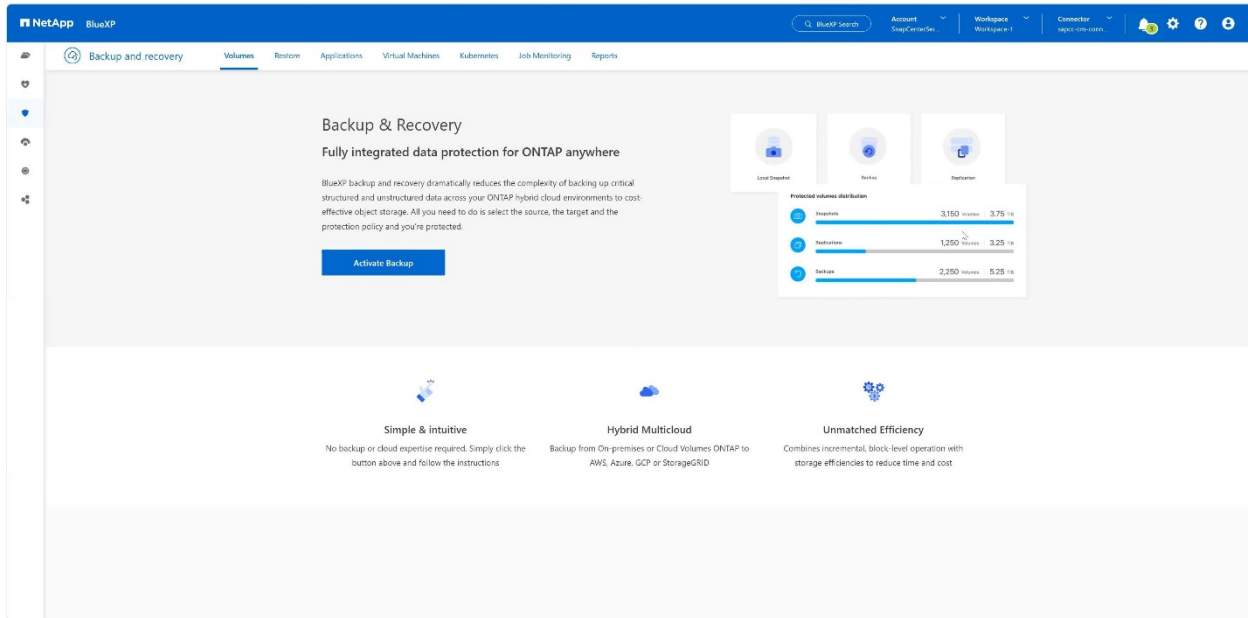 NetApp BlueXP
BlueXP Search
Account
SnapCenterSer...
Workspace
Workspace-1
Connector
sapcc-cm-conn...
3
Backup and recovery
Volumes
Restore
Applications
Virtual Machines
Kubernetes
Job Monitoring
Reports
Backup & Recovery
Fully integrated data protection for ONTAP anywhere
BlueXP backup and recovery dramatically reduces the complexity of backing up critical
structured and unstructured data across your ONTAP hybrid cloud environments to cost-
effective object storage. All you need to do is select the source, the target and the
protection policy and you're protected.
Activate Backup
Local Snapshot
Backup
Replication
Protected volumes distribution
Snapshots 3,150 Volumes 3.75 TiB
Replications 1,250 Volumes 3.25 TiB
Backups 2,250 Volumes 5.25 TiB
Simple & intuitive
No backup or cloud expertise required. Simply click the
button above and follow the instructions
Hybrid Multicloud
Backup from On-premises or Cloud Volumes ONTAP to
AWS, Azure, GCP or StorageGRID
Unmatched Efficiency
Combines incremental, block-level operation with
storage efficiencies to reduce time and cost